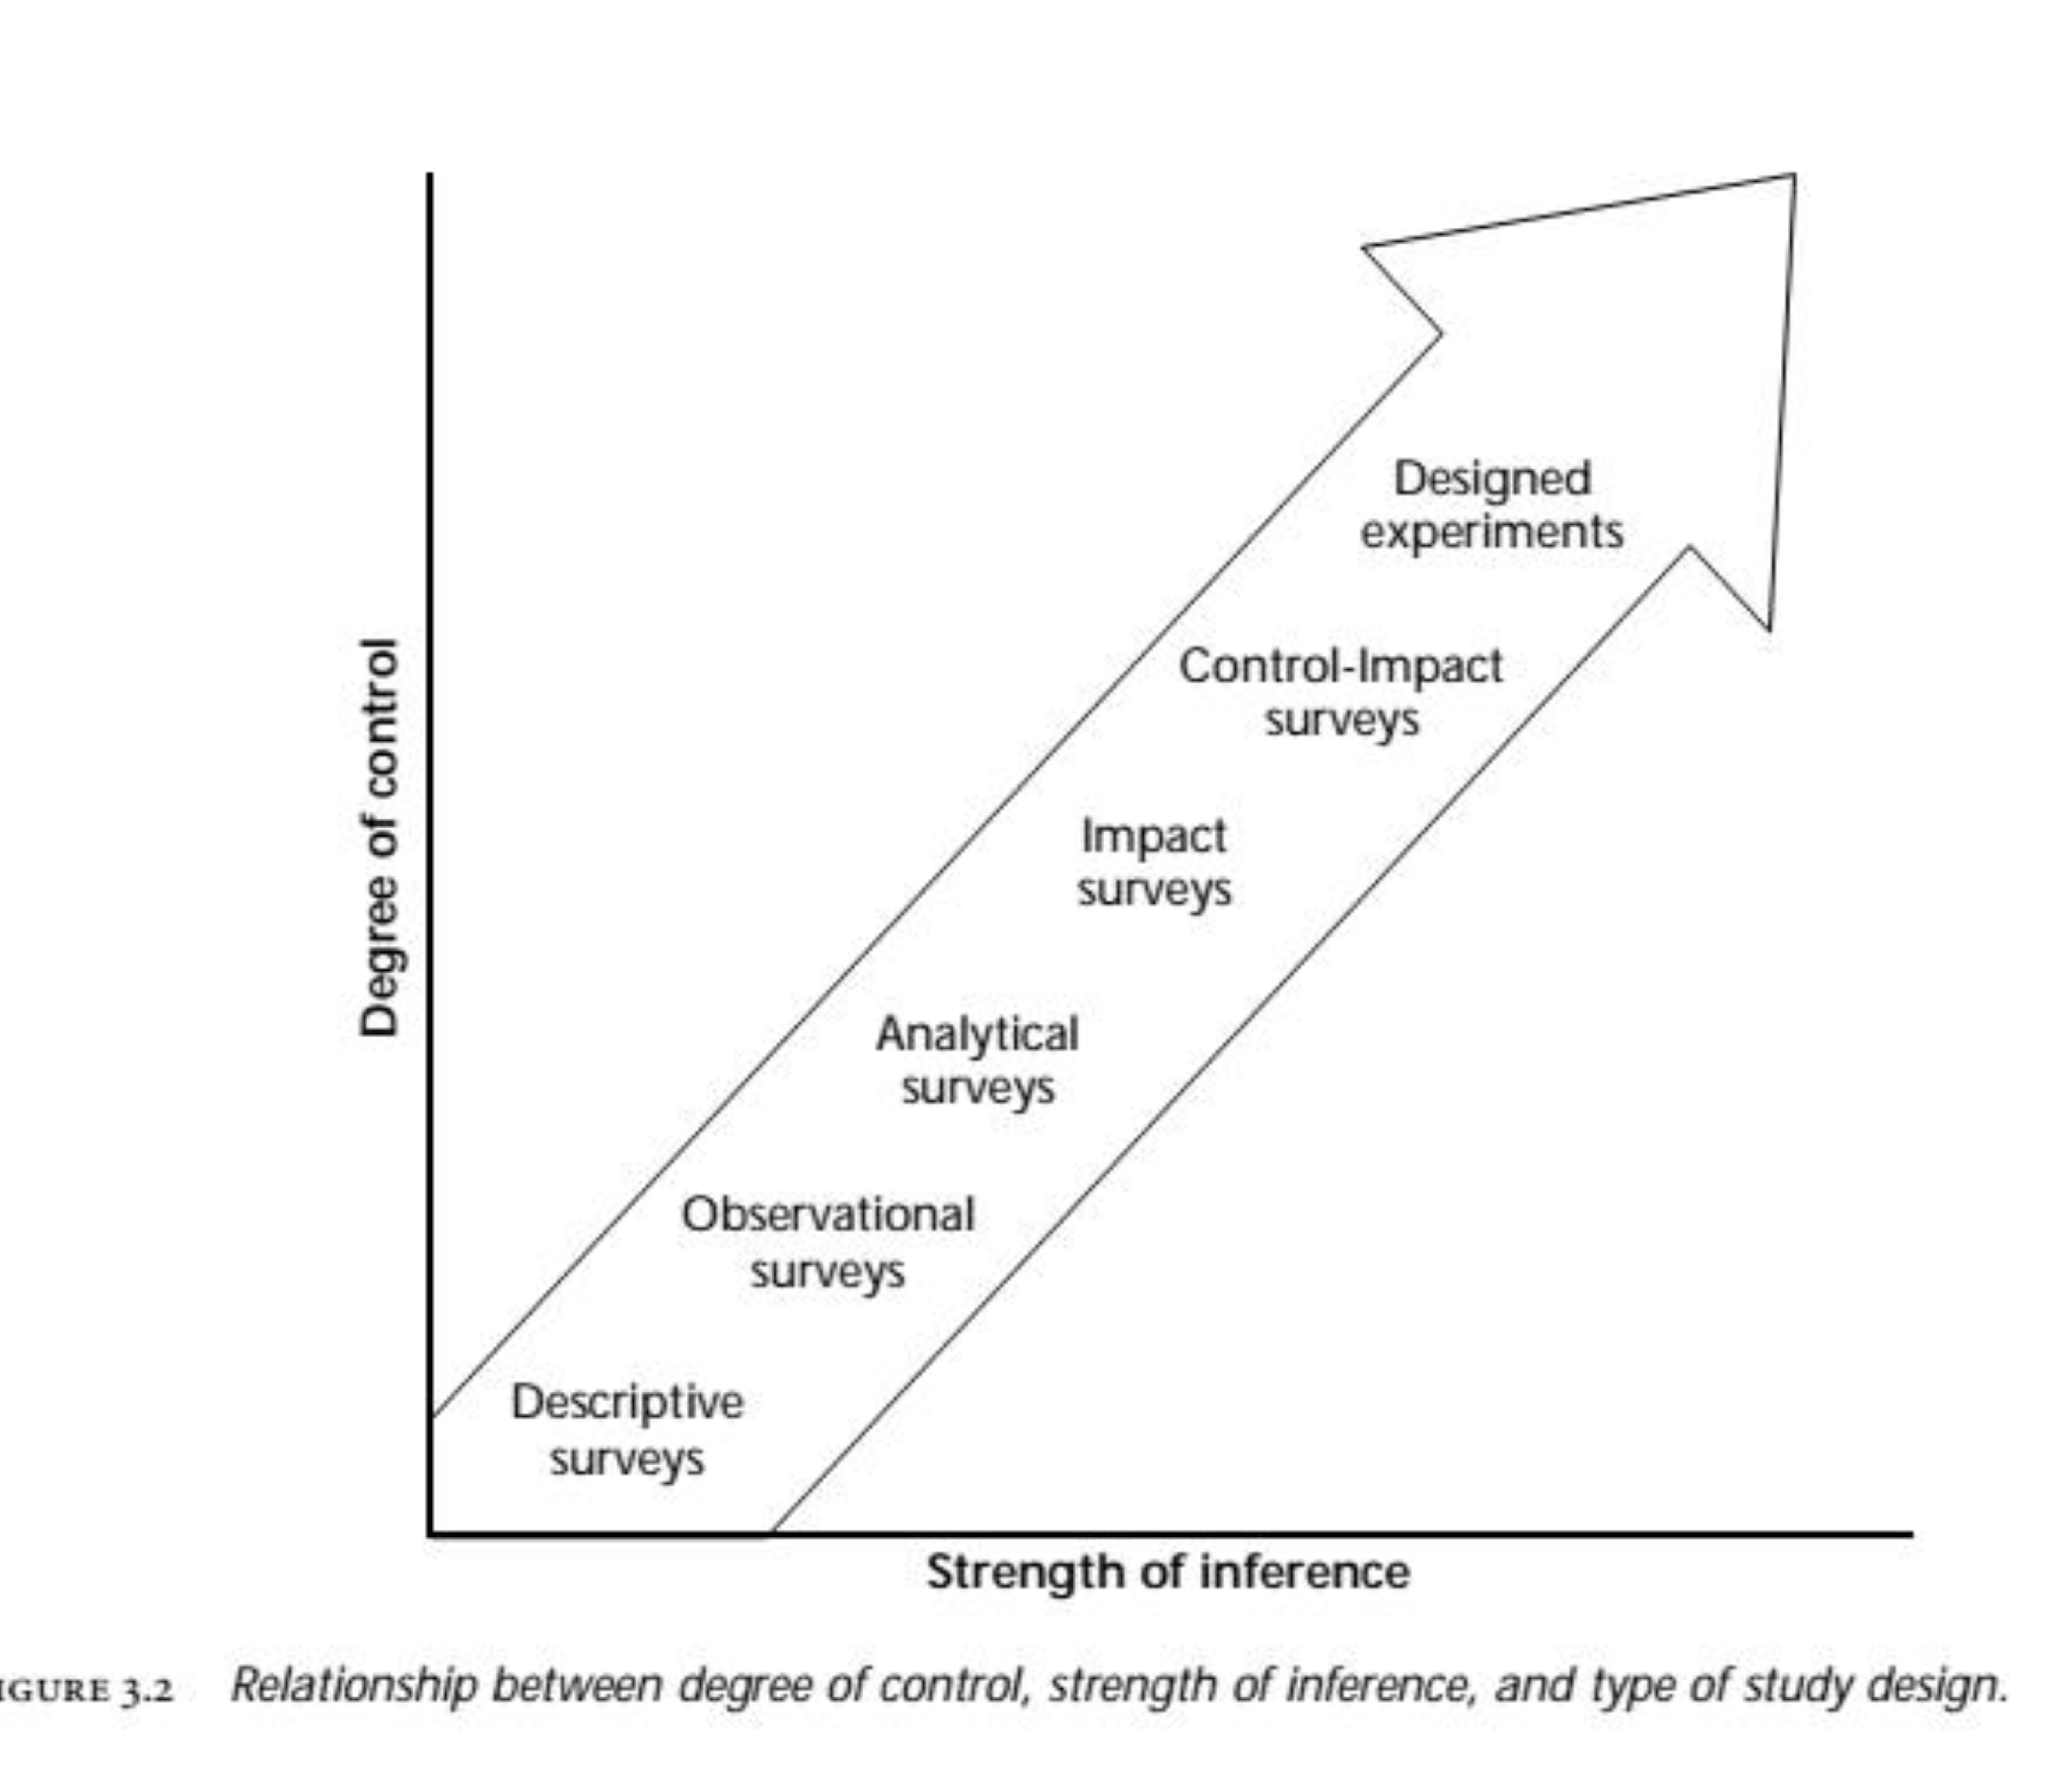 Degree of control
Designed
experiments
Control-Impact
surveys
Impact
surveys
Analytical
surveys
Observational
surveys
Descriptive
surveys
Strength of inference
IGURE 3.2 Relationship between degree of control, strength of inference, and type of study design.